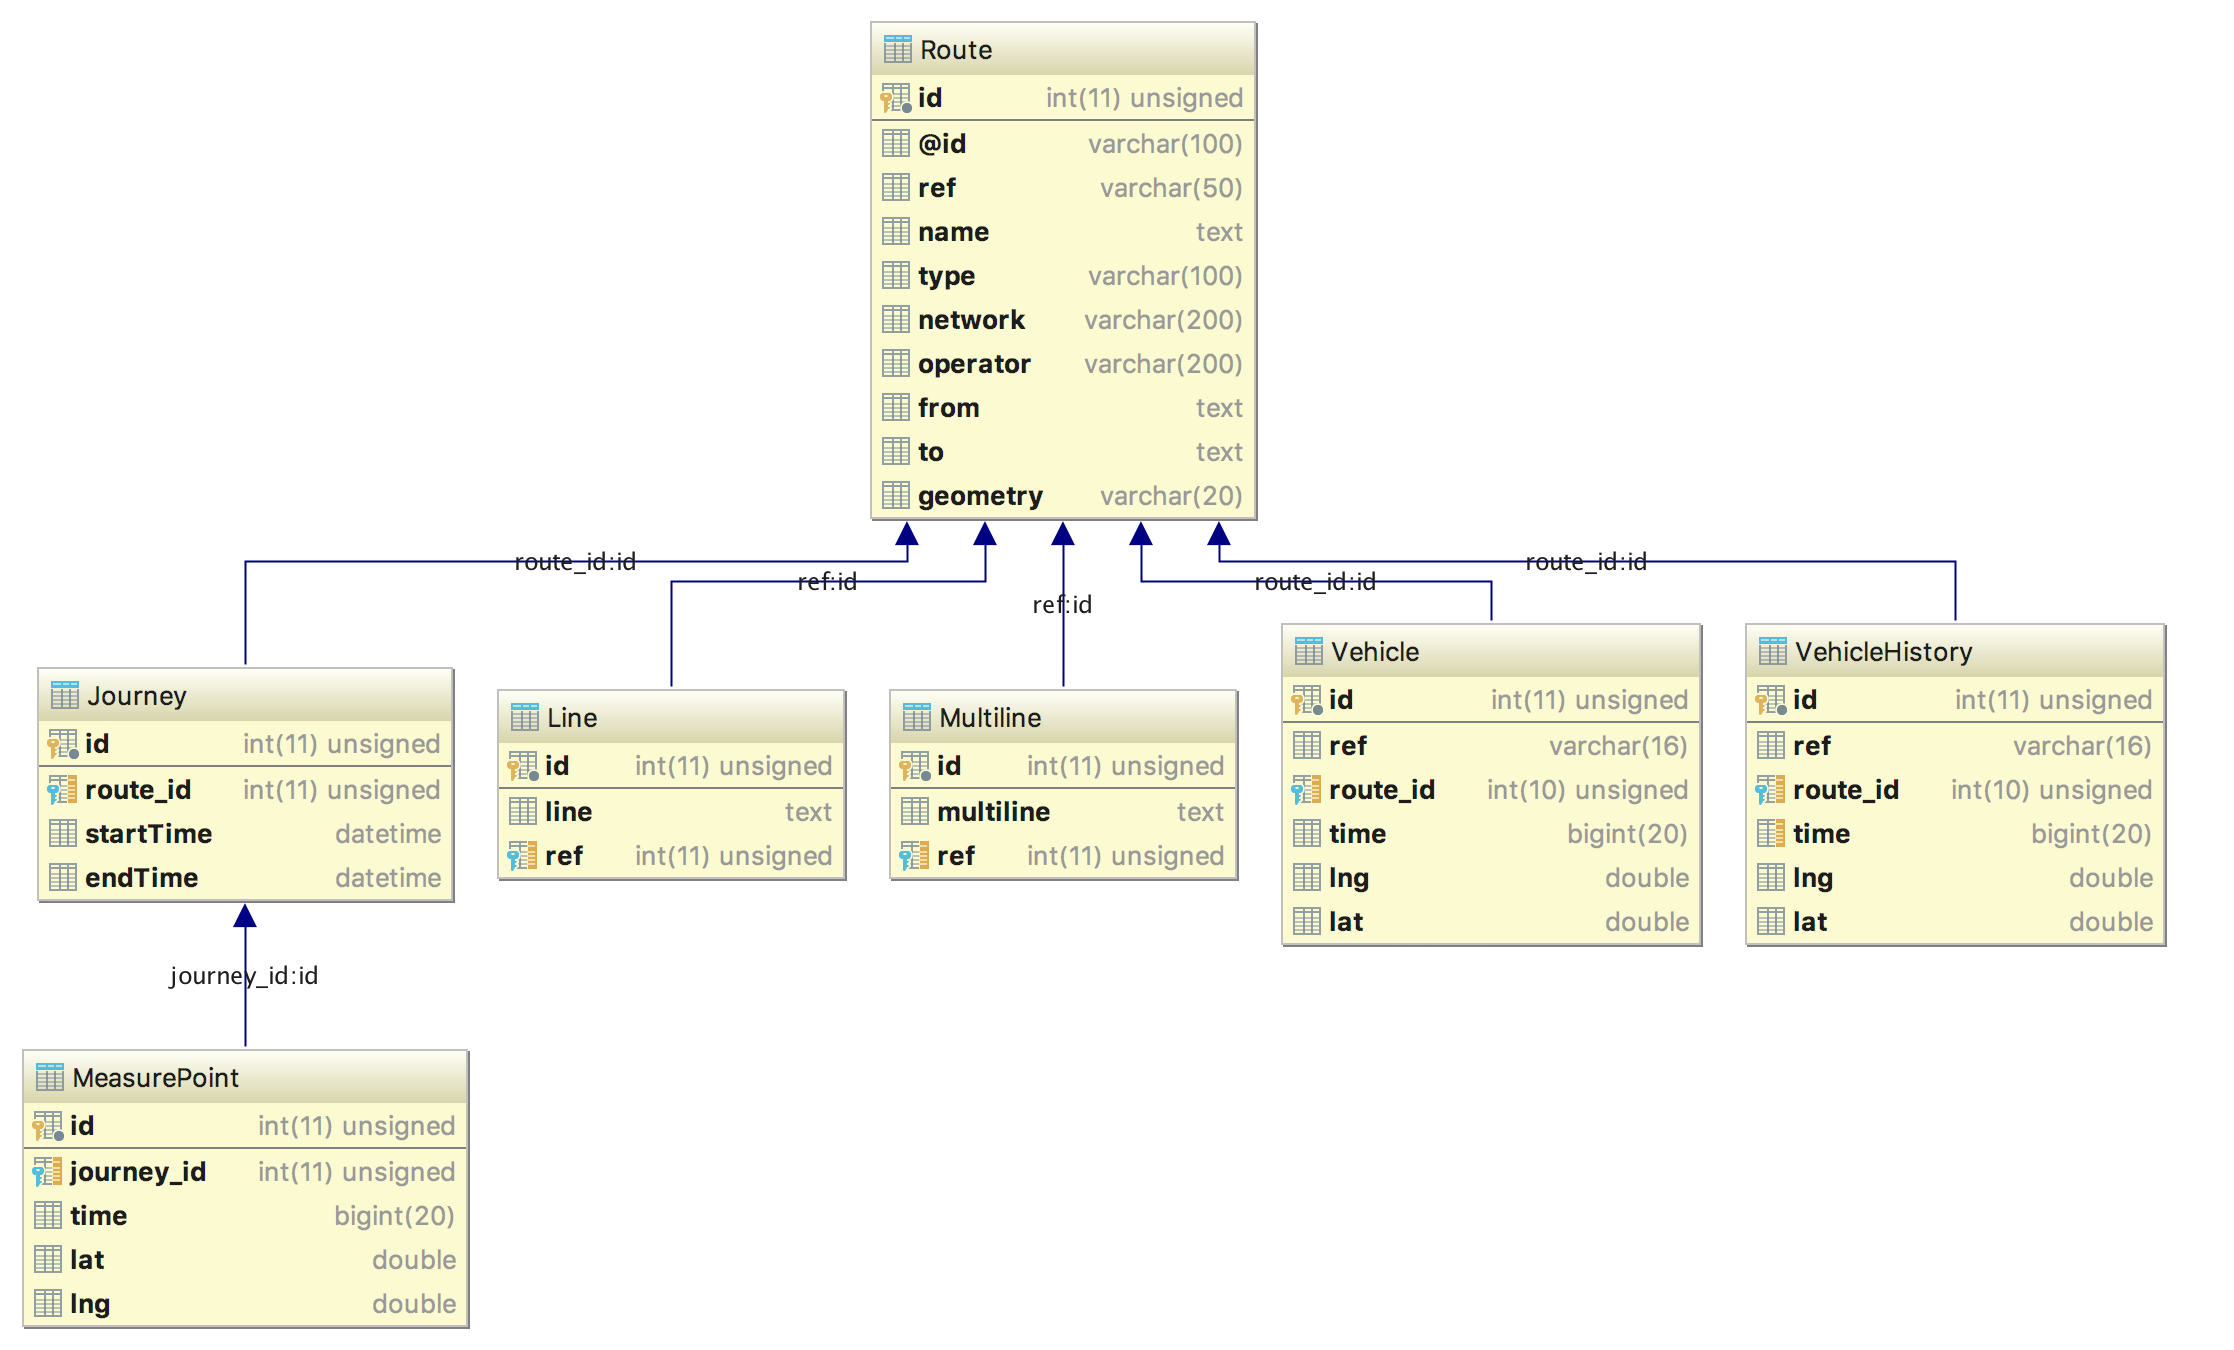 Route
id int(11) unsigned
@id varchar(100)
ref varchar(50)
name text
type varchar(100)
network varchar(200)
operator varchar(200)
from text
to text
geometry varchar(20)
route_id:id
ref:id
ref:id
route_id:id
route_id:id
Journey
id int(11) unsigned
route_id int(11) unsigned
startTime datetime
endTime datetime
Line
id int(11) unsigned
line text
ref int(11) unsigned
Multiline
id int(11) unsigned
multiline text
ref int(11) unsigned
Vehicle
id int(11) unsigned
ref varchar(16)
route_id int(10) unsigned
time bigint(20)
lng double
lat double
VehicleHistory
id int(11) unsigned
ref varchar(16)
route_id int(10) unsigned
time bigint(20)
lng double
lat double
journey_id:id
MeasurePoint
id int(11) unsigned
journey_id int(11) unsigned
time bigint(20)
lat double
lng double